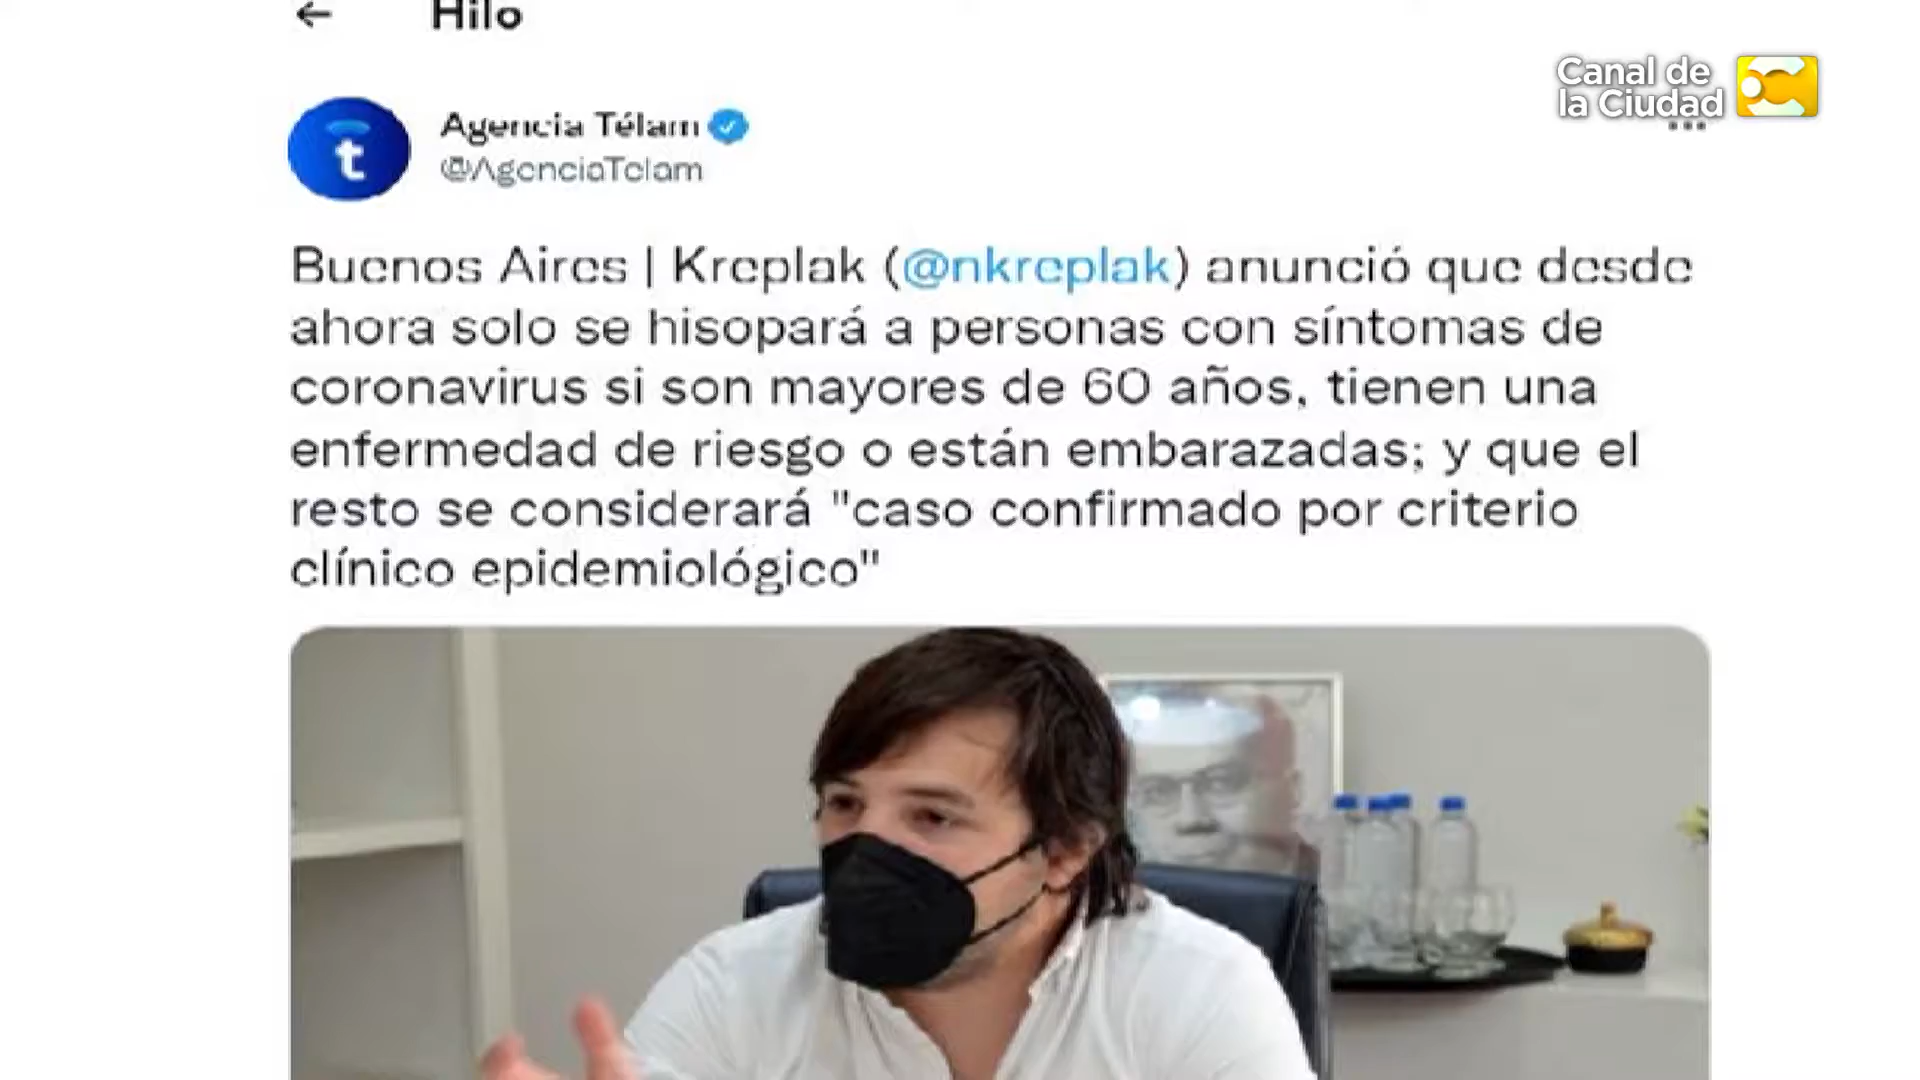 Hilo
Canal de
la Ciudad
Agencia Télam
@AgenciaTelam
t
Buenos Aires | Kreplak (@nkreplak) anunció que desde
ahora solo se hisopará a personas con síntomas de
coronavirus si son mayores de 60 años, tienen una
enfermedad de riesgo o están embarazadas; y que el
resto se considerará "caso confirmado por criterio
clínico epidemiológico"